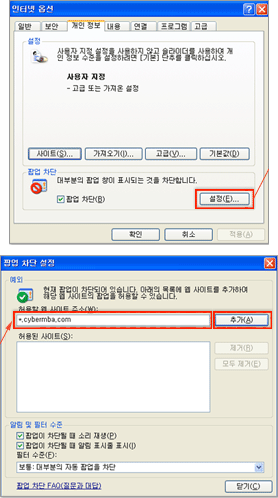 인터넷 옵션
일반 보안 개인 정보 내용 연결 프로그램 고급
설정
사용자 지정 설정을 사용하지 않고 슬라이더를 사용하여 개
인 정보 수준을 설정하려면 [기본] 단추를 클릭하십시오.
사용자 지정
- 고급 또는 가져온 설정
사이트(S)... 가져오기(I)... 고급(V)... 기본값(D)
팝업 차단
대부분의 팝업 창이 표시되는 것을 차단합니다.
팝업 차단(B) 설정(E)...
확인 취소 적용(A)
팝업 차단 설정
예외
현재 팝업이 차단되어 있습니다. 아래의 목록에 웹 사이트를 추가하여
해당 웹 사이트의 팝업을 허용할 수 있습니다.
허용할 웹 사이트 주소(W):
*.cybermba.com 추가(A)
허용된 사이트(S):
제거(R)
모두 제거(E)...
알림 및 필터 수준
팝업이 차단될 때 소리 재생(P)
팝업이 차단될 때 알림 표시줄 표시(I)
필터 수준(F):
보통: 대부분의 자동 팝업을 차단
팝업 차단 FAQ(질문과 대답) 닫기(C)